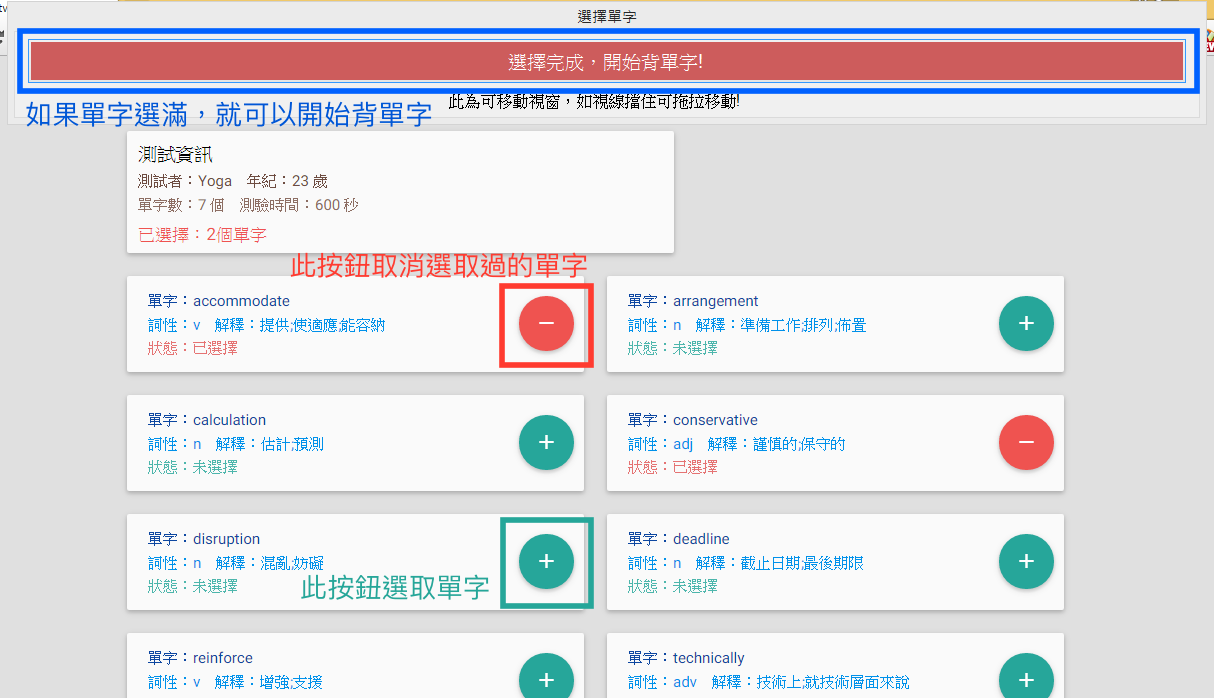 選擇單字
選擇完成，開始背單字!
此為可移動視窗，如視線擋住可拖拉移動!
如果單字選滿，就可以開始背單字
測試資訊
測試者：Yoga 年紀：23 歲
單字數：7 個 測驗時間：600 秒
已選擇：2個單字
此按鈕取消選取過的單字
單字：accommodate
詞性：v 解釋：提供;使適應;能容納
狀態：已選擇
單字：arrangement
詞性：n 解釋：準備工作;排列;佈置
狀態：未選擇
單字：calculation
詞性：n 解釋：估計;預測
狀態：未選擇
單字：conservative
詞性：adj 解釋：謹慎的;保守的
狀態：已選擇
單字：disruption
詞性：n 解釋：混亂;妨礙
狀態：未選擇
此按鈕選取單字
單字：deadline
詞性：n 解釋：截止日期;最後期限
狀態：未選擇
單字：reinforce
詞性：v 解釋：增強;支援
單字：technically
詞性：adv 解釋：技術上;就技術層面來說